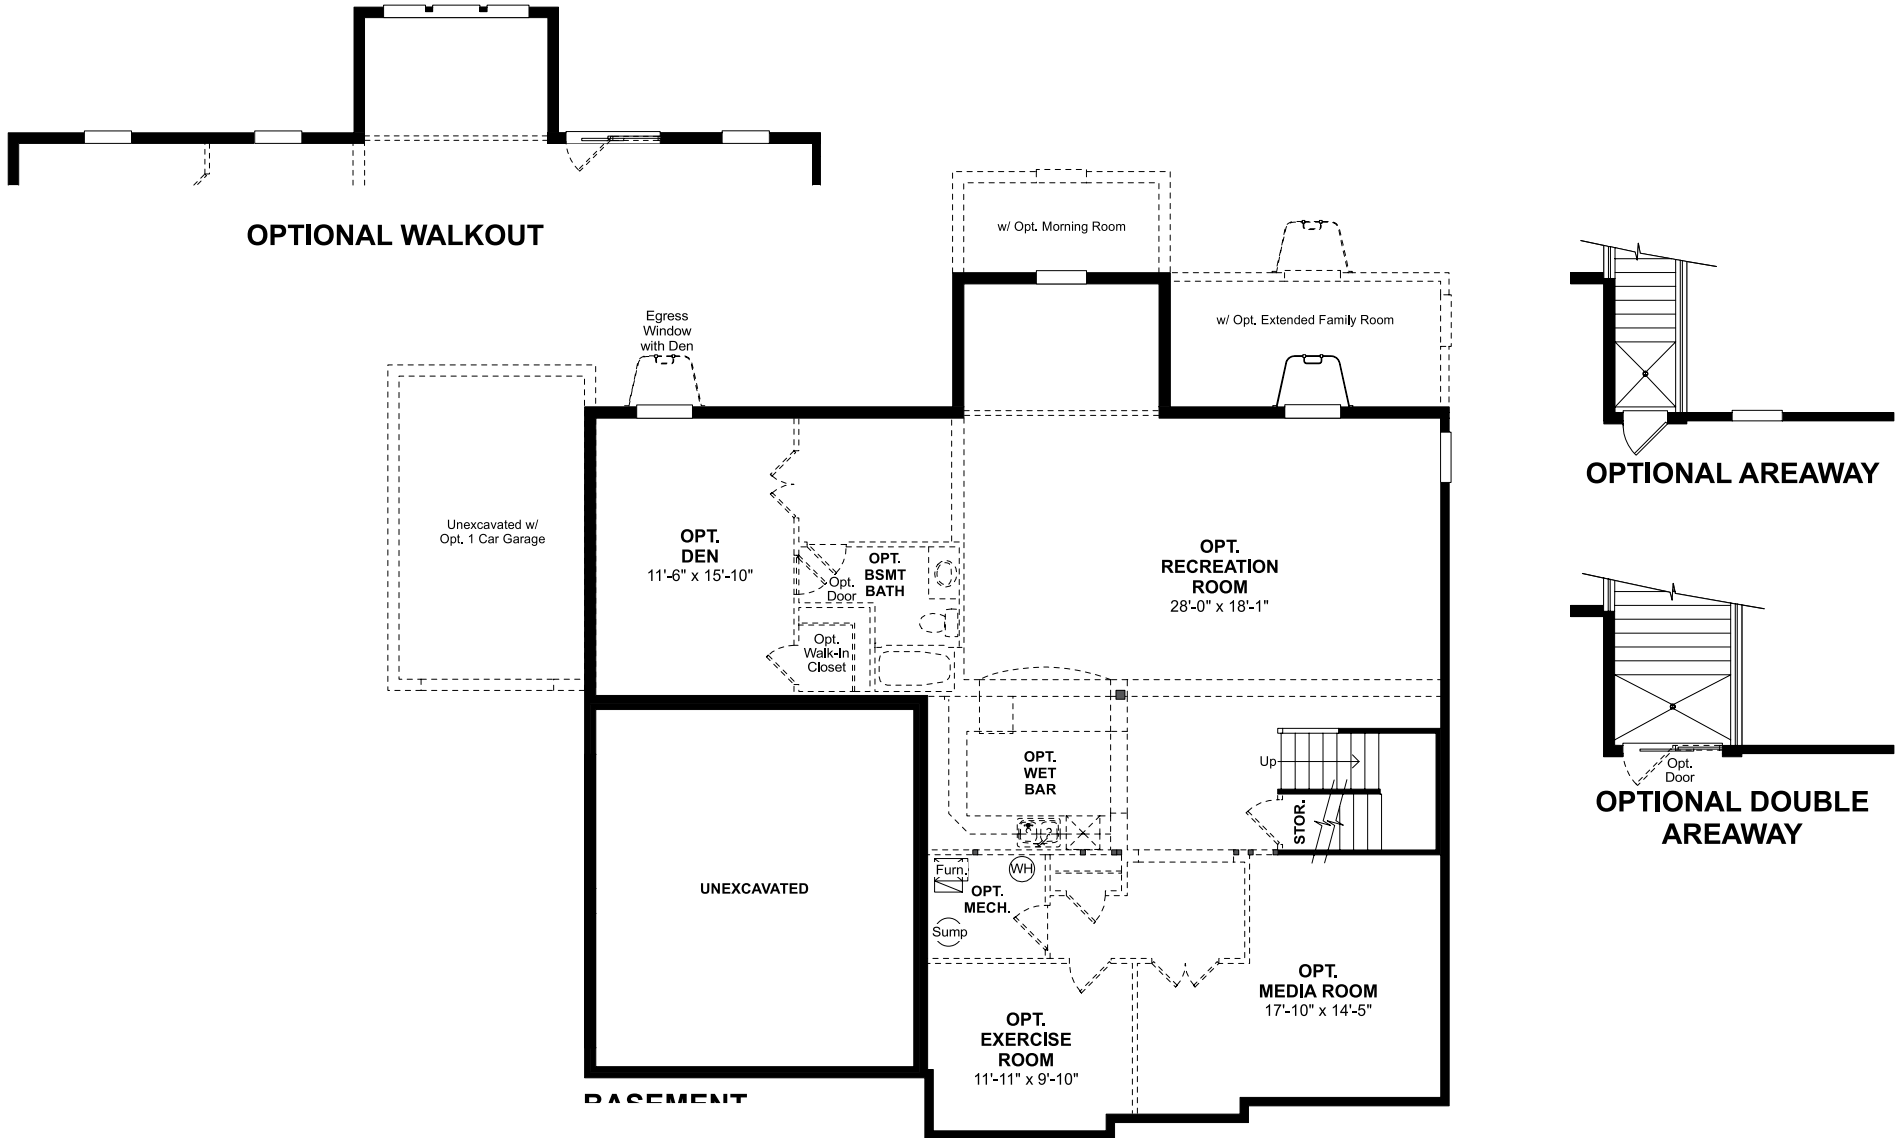 OPTIONAL WALKOUT
w/ Opt. Morning Room
w/ Opt. Extended Family Room
Egress
Window
with Den
Unexcavated w/
Opt. 1 Car Garage
OPT.
DEN
11'-6" x 15'-10"
Opt.
Door
OPT.
BSMT
BATH
Opt.
Walk-In
Closet
OPT.
RECREATION
ROOM
28'-0" x 18'-1"
OPTIONAL AREAWAY
Opt.
Door
OPTIONAL DOUBLE
AREAWAY
OPT.
WET
BAR
Up
STOR.
UNEXCAVATED
Furn.
WH
OPT.
MECH.
Sump
OPT.
MEDIA ROOM
17'-10" x 14'-5"
OPT.
EXERCISE
ROOM
11'-11" x 9'-10"
BASEMENT